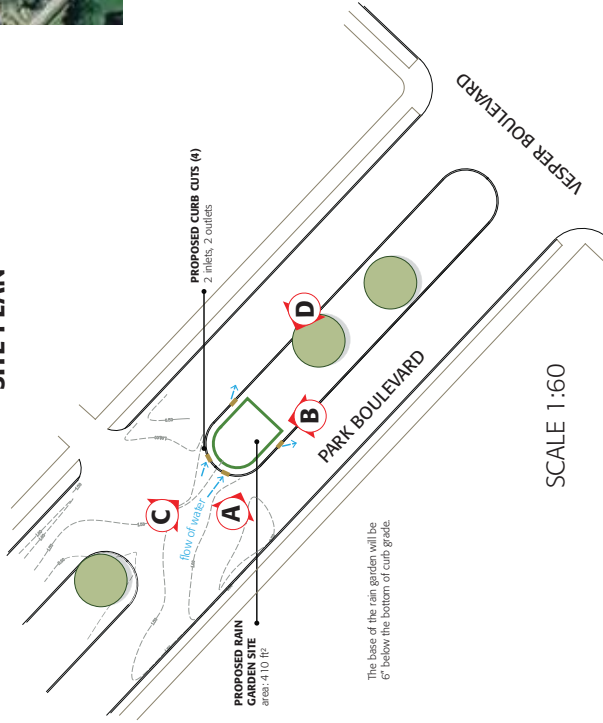 SITE PLAN
VESPER BOULEVARD
PROPOSED CURB CUTS (4)
2 inlets, 2 outlets
D
B
PARK BOULEVARD
C
A
flow of water
PROPOSED RAIN
GARDEN SITE
area: 410 ft²
The base of the rain garden will be
6" below the bottom of curb grade.
SCALE 1:60